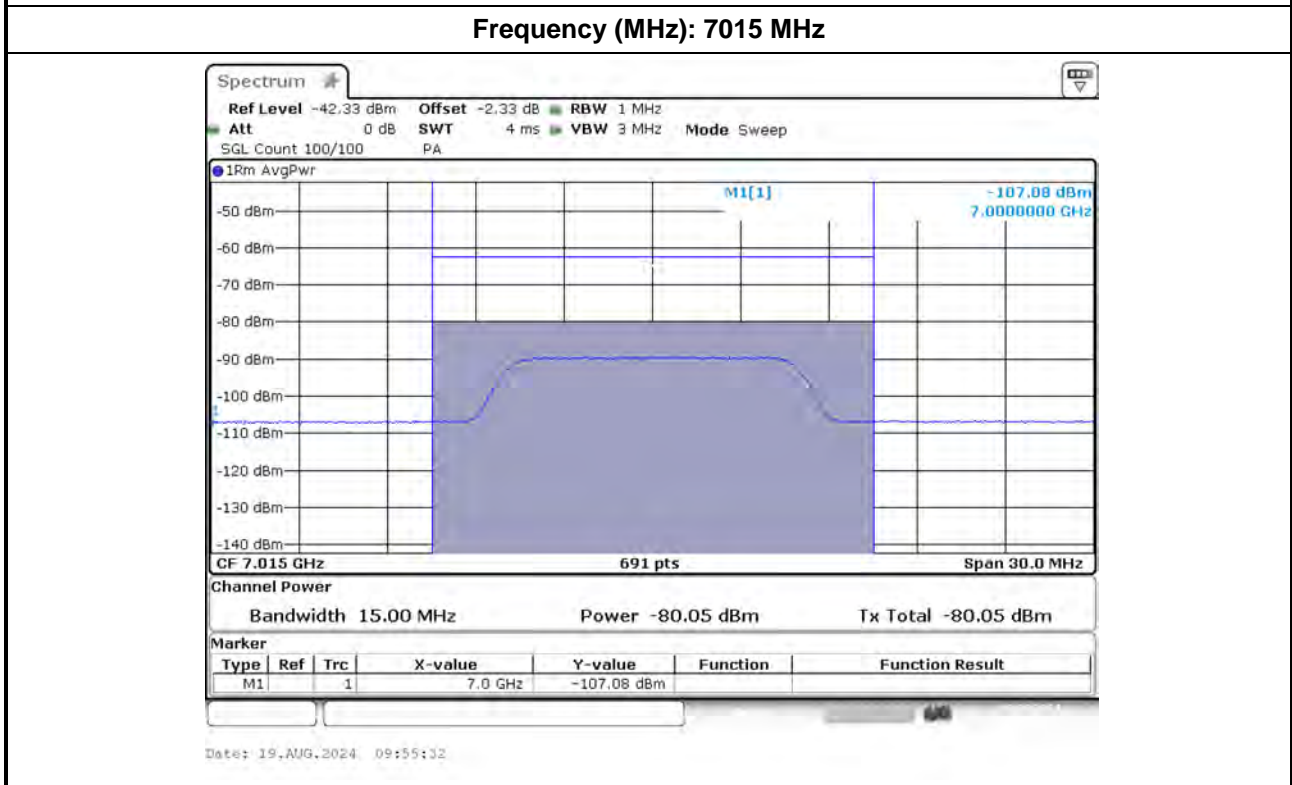 Frequency (MHz): 7015 MHz
Spectrum
Ref Level -42.33 dBm Offset -2.33 dB RBW 1 MHz
Att 0 dB SWT 4 ms VBW 3 MHz Mode Sweep
SGL Count 100/100 PA
1Rm AvgPwr
M1[1] -107.08 dBm
7.0000000 GHz
-50 dBm
-60 dBm
-70 dBm
-80 dBm
-90 dBm
-100 dBm
-110 dBm
-120 dBm
-130 dBm
-140 dBm
CF 7.015 GHz 691 pts Span 30.0 MHz
Channel Power
Bandwidth 15.00 MHz Power -80.05 dBm Tx Total -80.05 dBm
Marker
Type Ref Trc X-value Y-value Function Function Result
M1 1 7.0 GHz -107.08 dBm
Date: 19.AUG.2024 09:55:32